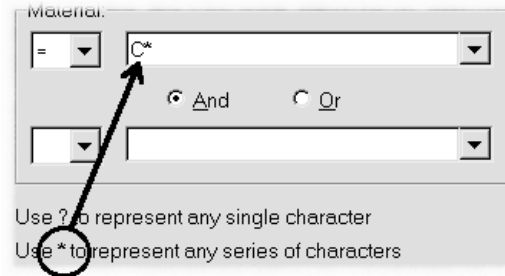 Material:
= C*
And Or
Use ? to represent any single character
Use * to represent any series of characters